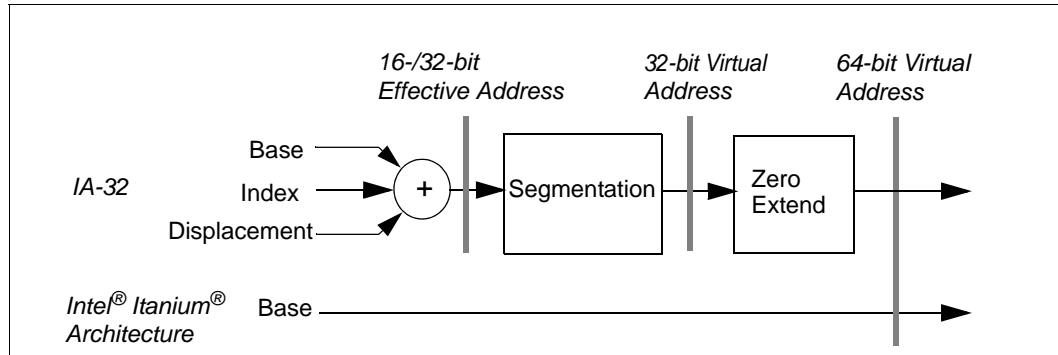 16-/32-bit
Effective Address
32-bit Virtual
Address
64-bit Virtual
Address
IA-32
Base
Index
Displacement
+
Segmentation
Zero
Extend
Intel® Itanium®
Architecture
Base